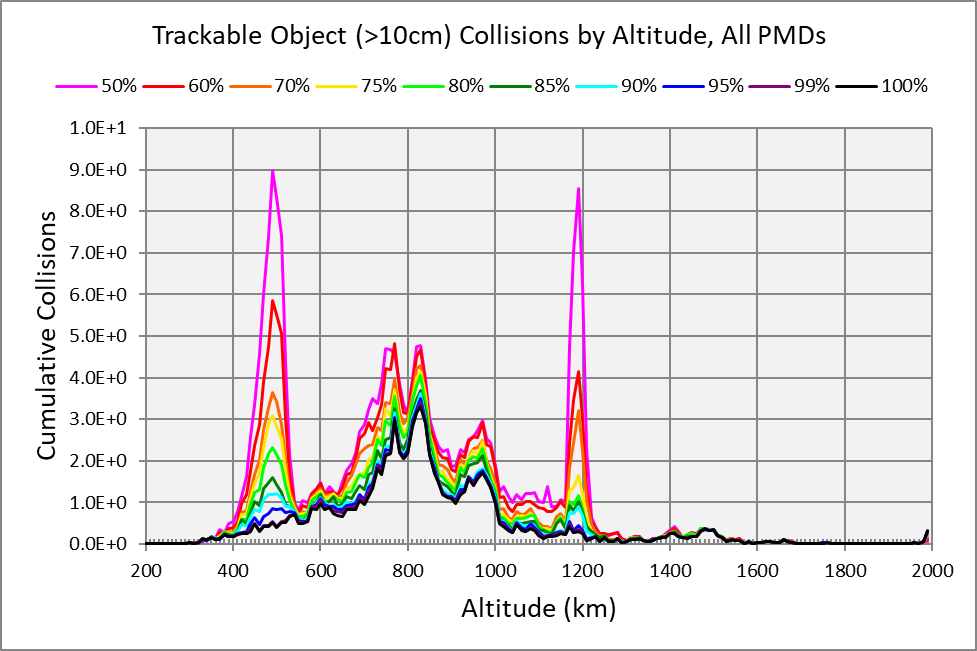 Trackable Object (>10cm) Collisions by Altitude, All PMDs
50% 60% 70% 75% 80% 85% 90% 95% 99% 100%
Cumulative Collisions
1.0E+1
9.0E+0
8.0E+0
7.0E+0
6.0E+0
5.0E+0
4.0E+0
3.0E+0
2.0E+0
1.0E+0
0.0E+0
200 400 600 800 1000 1200 1400 1600 1800 2000
Altitude (km)